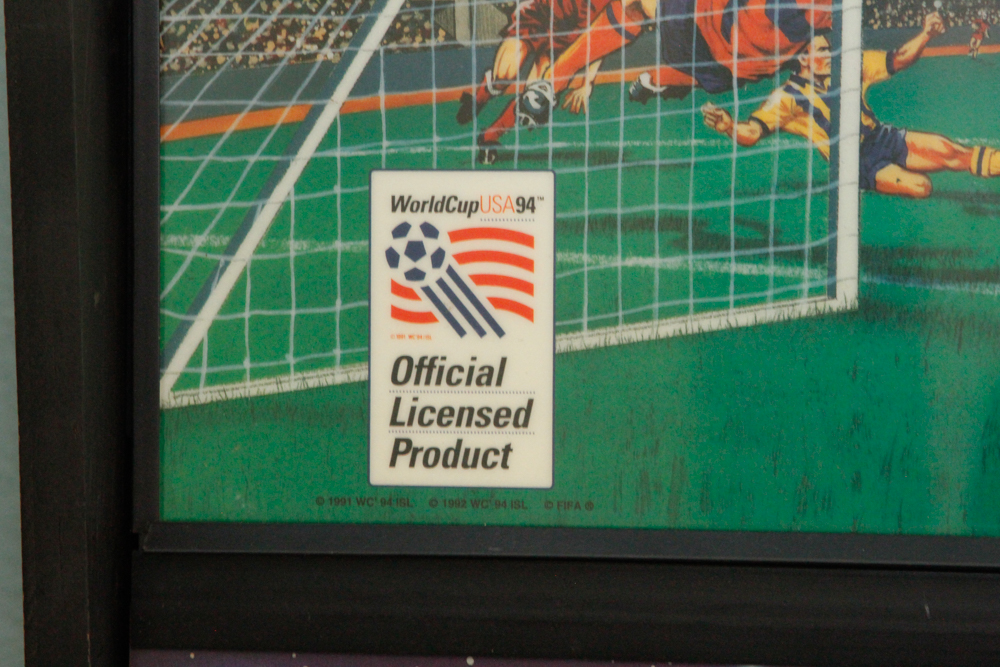 WorldCupUSA94™
Official
Licensed
Product
© 1991 WC' 94 ISL © 1992 WC' 94 ISL © FIFA ®